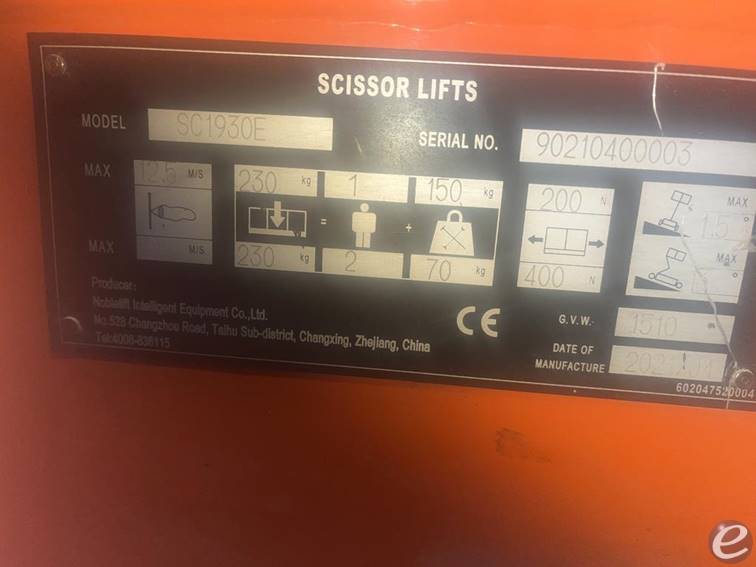 SCISSOR LIFTS
MODEL SC1930E SERIAL NO. 90210400003
MAX 12.5 M/S 230 kg 1 150 kg 200 N MAX
1.5 °
= +
MAX M/S 230 kg 2 70 kg 400 N MAX
°
Producer:
Noblelift Intelligent Equipment Co.,Ltd.
No.528 Changzhou Road, Taihu Sub-district, Changxing, Zhejiang, China
Tel:4008-836115
CE
G.V.W. 1510
DATE OF
MANUFACTURE
602047520004
e